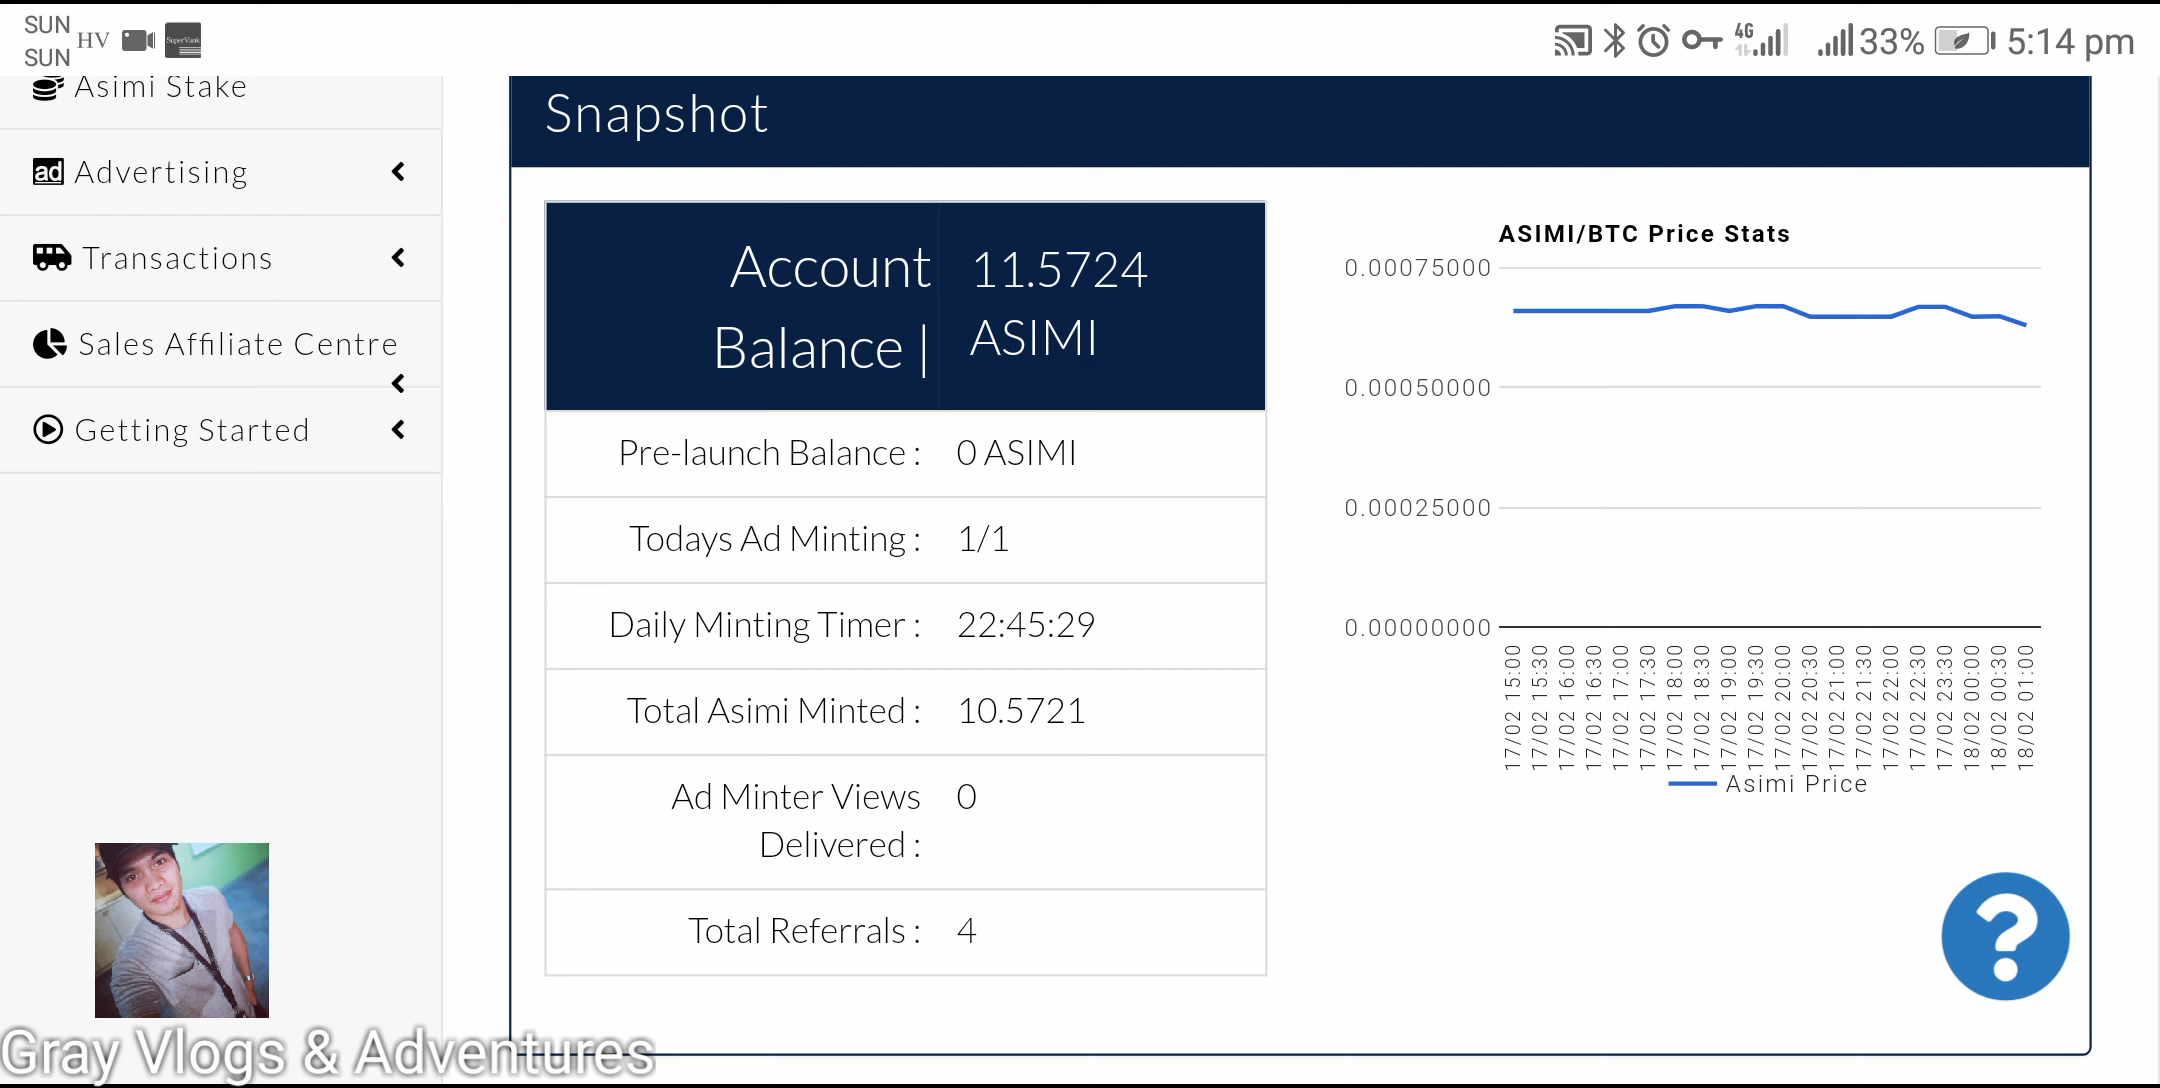 SUN
SUN
HV
SuperVank
4G
33%
5:14 pm
Asimi Stake
ad Advertising
Transactions
Sales Affiliate Centre
Getting Started
Snapshot
Account
Balance |
11.5724
ASIMI
Pre-launch Balance : 0 ASIMI
Todays Ad Minting : 1/1
Daily Minting Timer : 22:45:29
Total Asimi Minted : 10.5721
Ad Minter Views
Delivered :
0
Total Referrals : 4
ASIMI/BTC Price Stats
0.00075000
0.00050000
0.00025000
0.00000000
17/02 15:00
17/02 15:30
17/02 16:00
17/02 16:30
17/02 17:00
17/02 17:30
17/02 18:00
17/02 18:30
17/02 19:00
17/02 19:30
17/02 20:00
17/02 20:30
17/02 21:00
17/02 21:30
17/02 22:00
17/02 22:30
17/02 23:30
18/02 00:00
18/02 00:30
18/02 01:00
Asimi Price
?
Gray Vlogs & Adventures